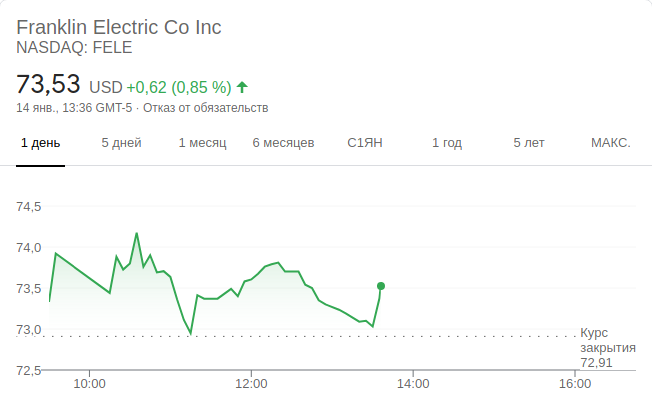 Franklin Electric Co Inc
NASDAQ: FELE
73,53 USD +0,62 (0,85 %)
14 янв., 13:36 GMT-5 · Отказ от обязательств
1 день 5 дней 1 месяц 6 месяцев С1ЯН 1 год 5 лет МАКС.
74,5
74,0
73,5
73,0
Курс
закрытия
72,91
72,5
10:00 12:00 14:00 16:00